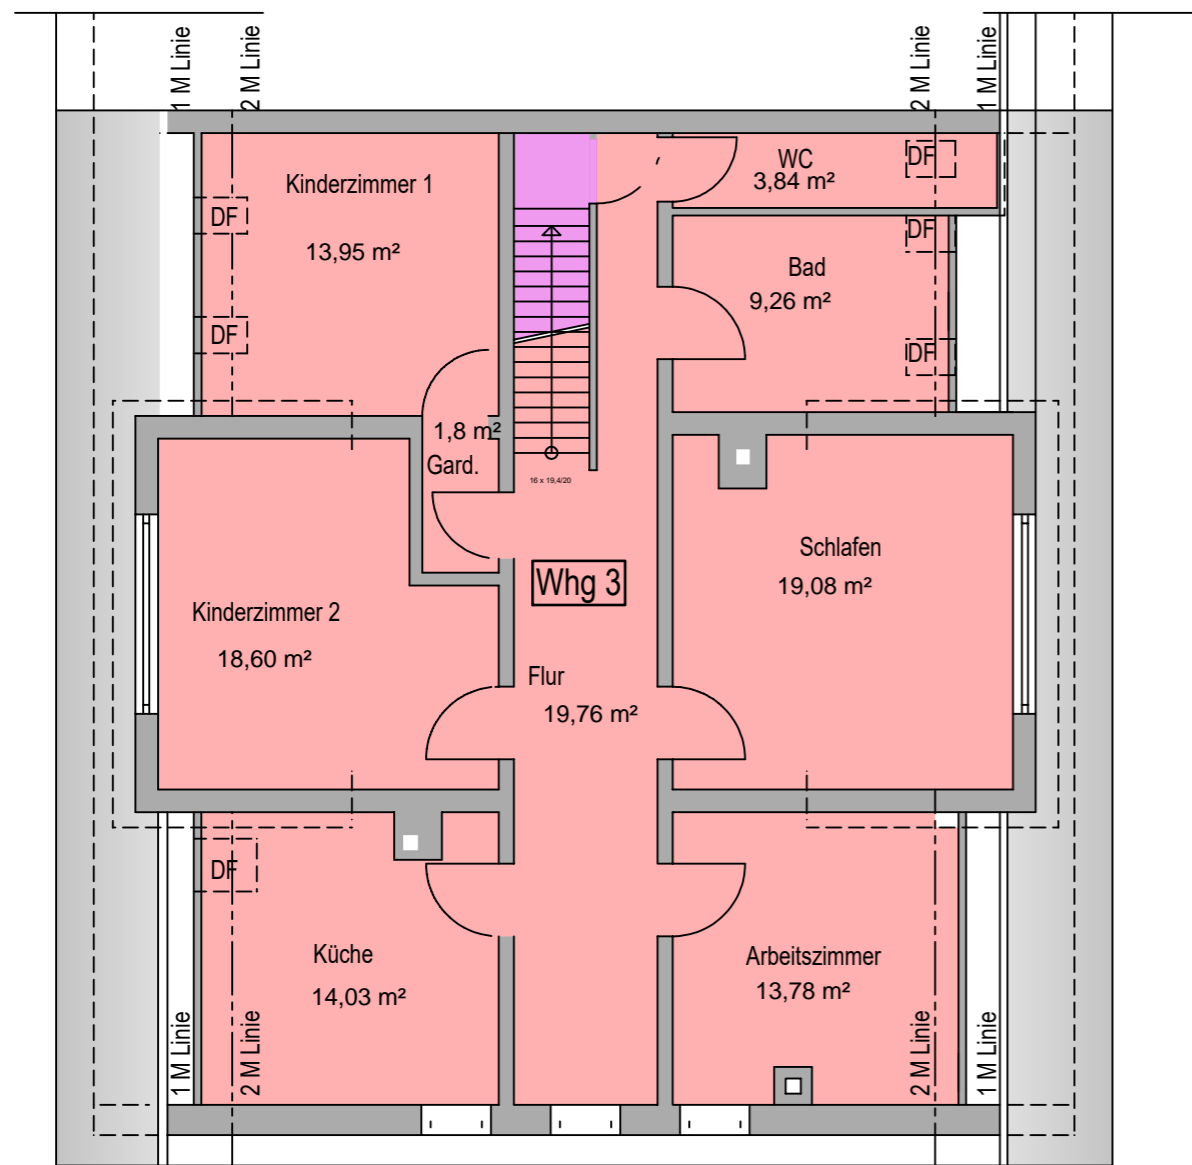 1 M Linie
2 M Linie
2 M Linie
1 M Linie
Kinderzimmer 1
13,95 m²
DF
DF
WC
3,84 m²
DF
DF
Bad
9,26 m²
DF
1,8 m²
Gard.
16 x 19,4/20
Schlafen
19,08 m²
Whg 3
Kinderzimmer 2
18,60 m²
Flur
19,76 m²
DF
Küche
14,03 m²
Arbeitszimmer
13,78 m²
1 M Linie
2 M Linie
2 M Linie
1 M Linie